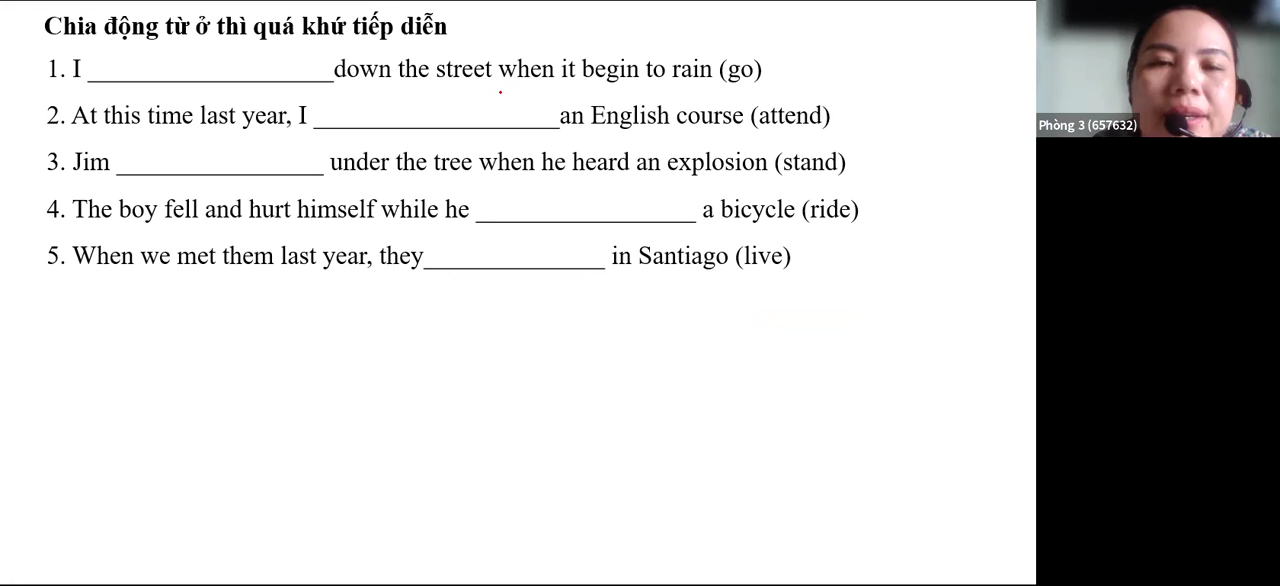 Chia động từ ở thì quá khứ tiếp diễn
1. I ____________________down the street when it begin to rain (go)
2. At this time last year, I ____________________an English course (attend)
3. Jim _________________ under the tree when he heard an explosion (stand)
4. The boy fell and hurt himself while he __________________ a bicycle (ride)
5. When we met them last year, they_______________ in Santiago (live)
Phòng 3 (657632)